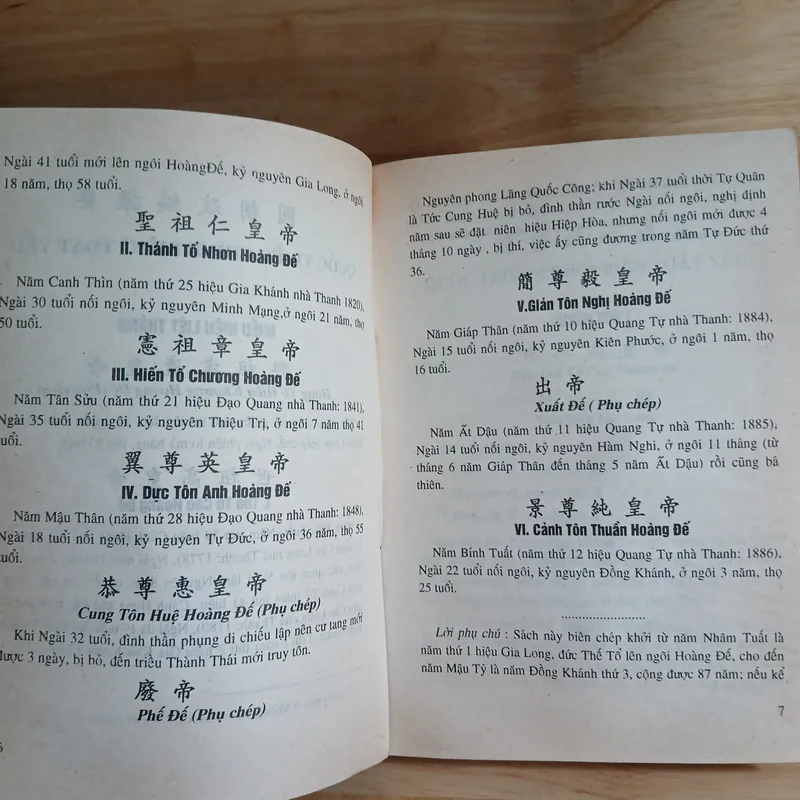 Ngài 41 tuổi mới lên ngôi HoàngĐế, kỷ nguyên Gia Long, ở ngôi
18 năm, thọ 58 tuổi.
聖祖仁皇帝
II. Thánh Tổ Nhơn Hoàng Đế
Năm Canh Thìn (năm thứ 25 hiệu Gia Khánh nhà Thanh 1820),
Ngài 30 tuổi nối ngôi, kỷ nguyên Minh Mạng,ở ngôi 21 năm, thọ
50 tuổi.
憲祖章皇帝
III. Hiến Tổ Chương Hoàng Đế
Năm Tân Sửu (năm thứ 21 hiệu Đạo Quang nhà Thanh: 1841),
Ngài 35 tuổi nối ngôi, kỷ nguyên Thiệu Trị, ở ngôi 7 năm thọ 41
tuổi.
翼尊英皇帝
IV. Dực Tôn Anh Hoàng Đế
Năm Mậu Thân (năm thứ 28 hiệu Đạo Quang nhà Thanh: 1848),
Ngài 18 tuổi nối ngôi, kỷ nguyên Tự Đức, ở ngôi 36 năm, thọ 55
tuổi.
恭尊惠皇帝
Cung Tôn Huệ Hoàng Đế (Phụ chép)
Khi Ngài 32 tuổi, đình thần phụng di chiếu lập nên cư tang mới
được 3 ngày, bị bỏ, đến triều Thành Thái mới truy tôn.
廢帝
Phế Đế (Phụ chép)
6
Nguyên phong Lãng Quốc Công; khi Ngài 37 tuổi thời Tự Quân
là Tức Cung Huệ bị bỏ, đình thần rước Ngài nối ngôi, nghị định
năm sau sẽ đặt niên hiệu Hiệp Hòa, nhưng nối ngôi mới được 4
tháng 10 ngày , bị thí, việc ấy cũng đương trong năm Tự Đức thứ
36.
簡尊毅皇帝
V.Giản Tôn Nghị Hoàng Đế
Năm Giáp Thân (năm thứ 10 hiệu Quang Tự nhà Thanh: 1884),
Ngài 15 tuổi nối ngôi, kỷ nguyên Kiên Phước, ở ngôi 1 năm, thọ
16 tuổi.
出帝
Xuất Đế ( Phụ chép)
Năm Ất Dậu (năm thứ 11 hiệu Quang Tự nhà Thanh: 1885),
Ngài 14 tuổi nối ngôi, kỷ nguyên Hàm Nghi, ở ngôi 11 tháng (từ
tháng 6 năm Giáp Thân đến tháng 5 năm Ất Dậu) rồi cũng bá
thiên.
景尊純皇帝
VI. Cảnh Tôn Thuần Hoàng Đế
Năm Bính Tuất (năm thứ 12 hiệu Quang Tự nhà Thanh: 1886),
Ngài 22 tuổi nối ngôi, kỷ nguyên Đồng Khánh, ở ngôi 3 năm, thọ
25 tuổi.
........................
Lời phụ chú : Sách này biên chép khởi từ năm Nhâm Tuất là
năm thứ 1 hiệu Gia Long, đức Thế Tổ lên ngôi Hoàng Đế, cho đến
năm Mậu Tý là năm Đồng Khánh thứ 3, cộng được 87 năm; nếu kể
7